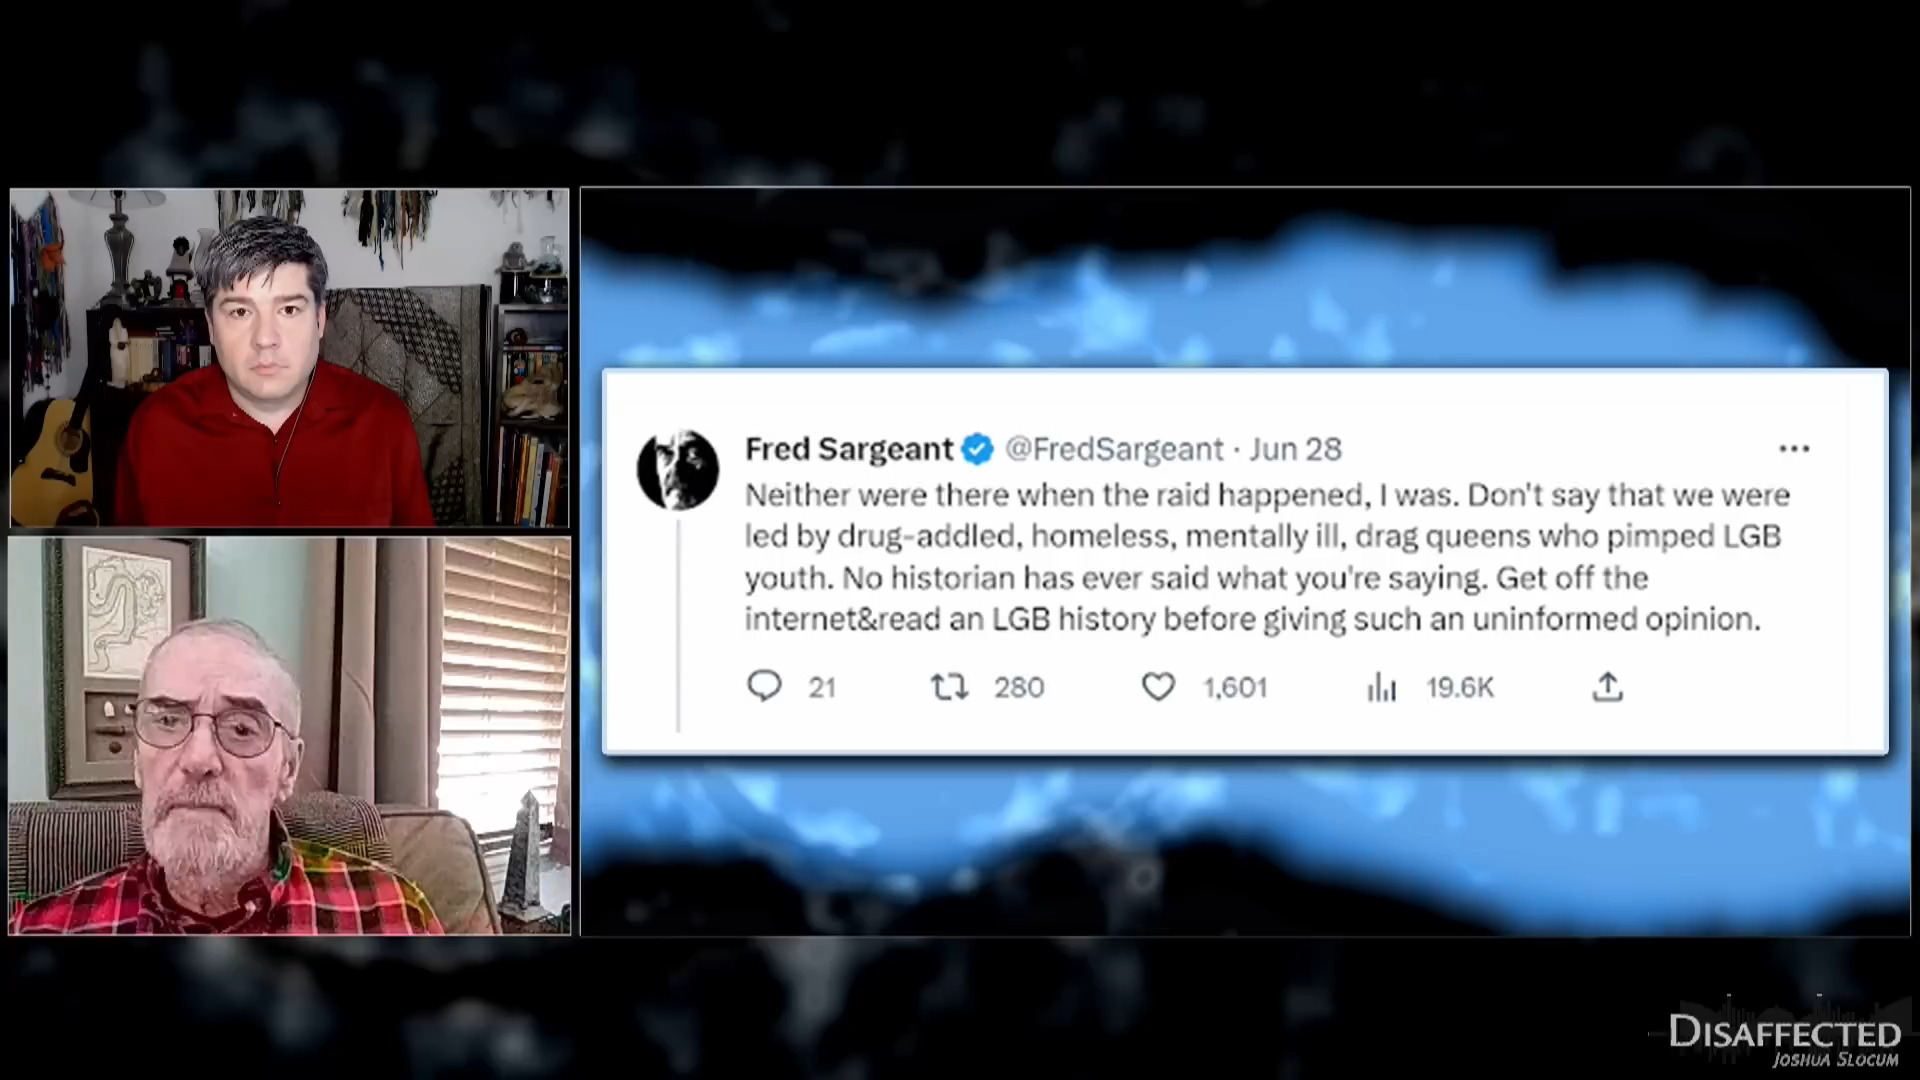 Fred Sargeant @FredSargeant · Jun 28
Neither were there when the raid happened, I was. Don't say that we were
led by drug-addled, homeless, mentally ill, drag queens who pimped LGB
youth. No historian has ever said what you're saying. Get off the
internet&read an LGB history before giving such an uninformed opinion.
21 280 1,601 19.6K
DISAFFECTED
JOSHUA SLOCUM